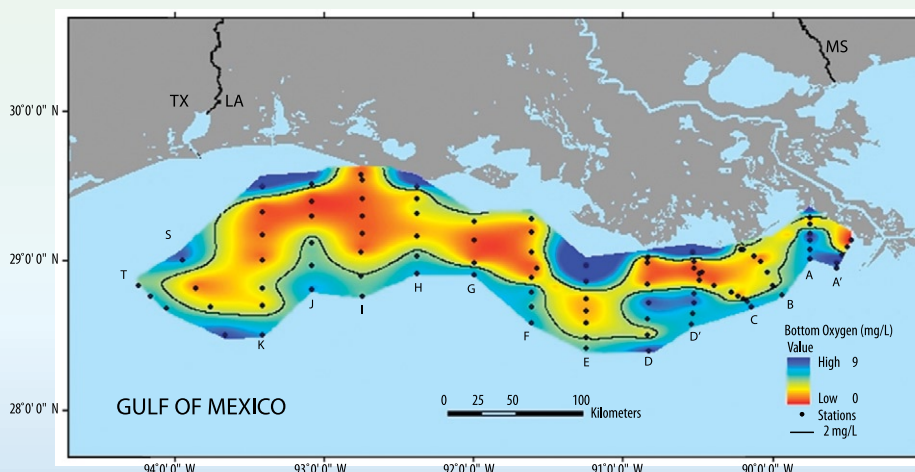 MS
TX LA
30°0' 0" N
S
T
29°0' 0" N
A
A'
J
I
H
G
B
C
K
F
D'
E
D
Bottom Oxygen (mg/L)
Value
High 9
Low 0
Stations
2 mg/L
GULF OF MEXICO
0 25 50 100
Kilometers
28°0' 0" N
94°0' 0" W 93°0' 0" W 92°0' 0" W 91°0' 0" W 90°0' 0" W